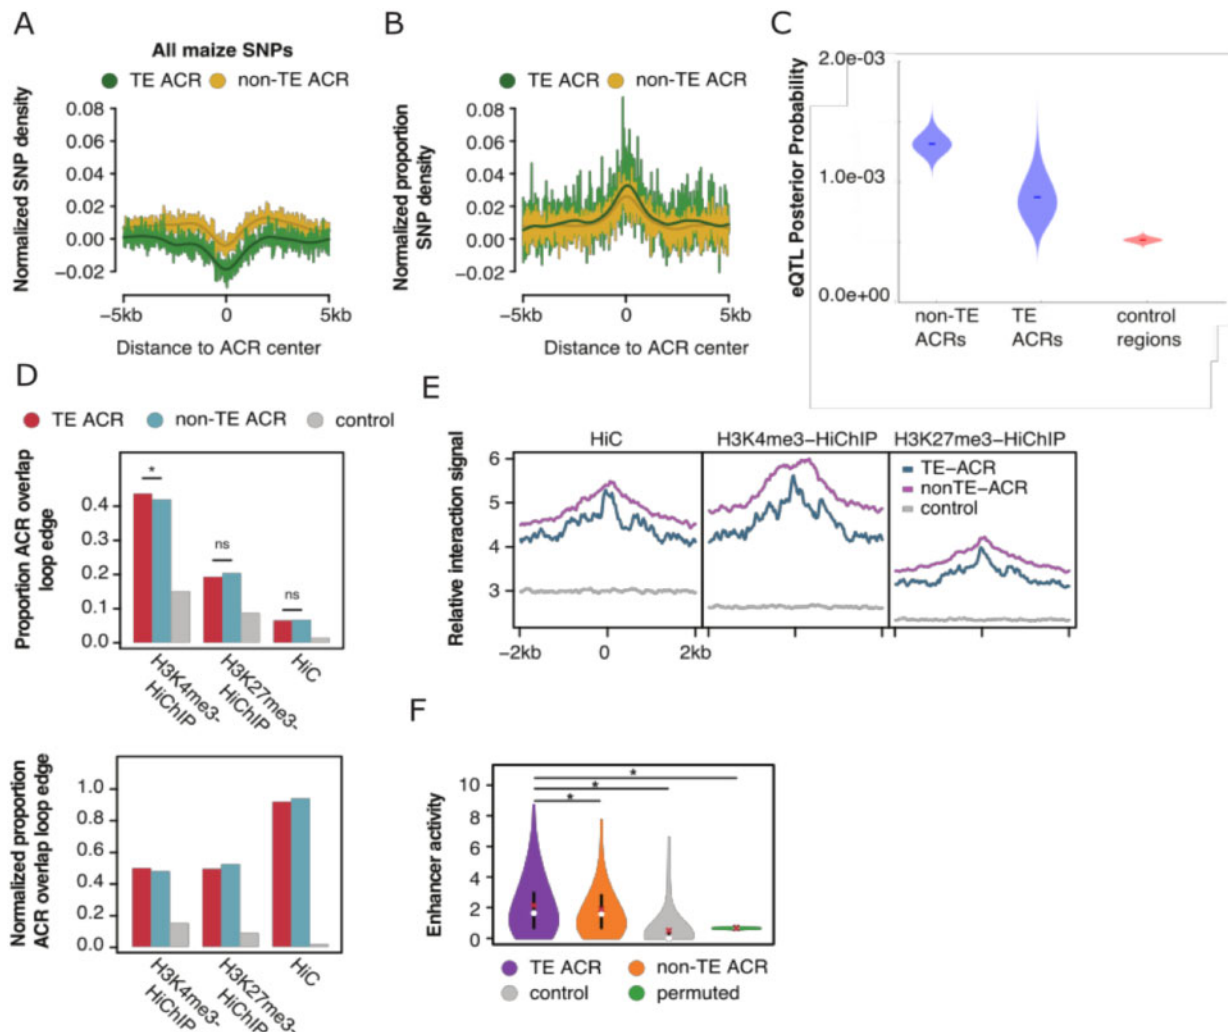 A
All maize SNPs
TE ACR non-TE ACR
Normalized SNP density
0.08
0.06
0.04
0.02
0.00
−0.02
−5kb 0 5kb
Distance to ACR center
B
TE ACR non-TE ACR
Normalized proportion
SNP density
0.08
0.06
0.04
0.02
0.00
−0.02
−5kb 0 5kb
Distance to ACR center
C
eQTL Posterior Probability
2.0e-03
1.0e-03
0.0e+00
non-TE
ACRs
TE
ACRs
control
regions
D
TE ACR non-TE ACR control
Proportion ACR overlap
loop edge
0.4
0.3
0.2
0.1
0.0
*
ns
ns
H3K4me3-
HiChIP
H3K27me3-
HiChIP
HiC
Normalized proportion
ACR overlap loop edge
1.0
0.8
0.6
0.4
0.2
0.0
H3K4me3-
HiChIP
H3K27me3-
HiChIP
HiC
E
HiC H3K4me3−HiChIP H3K27me3−HiChIP
Relative interaction signal
6
5
4
3
TE−ACR
nonTE−ACR
control
−2kb 0 2kb
F
Enhancer activity
10
8
6
4
2
0
*
*
*
TE ACR non-TE ACR
control permuted